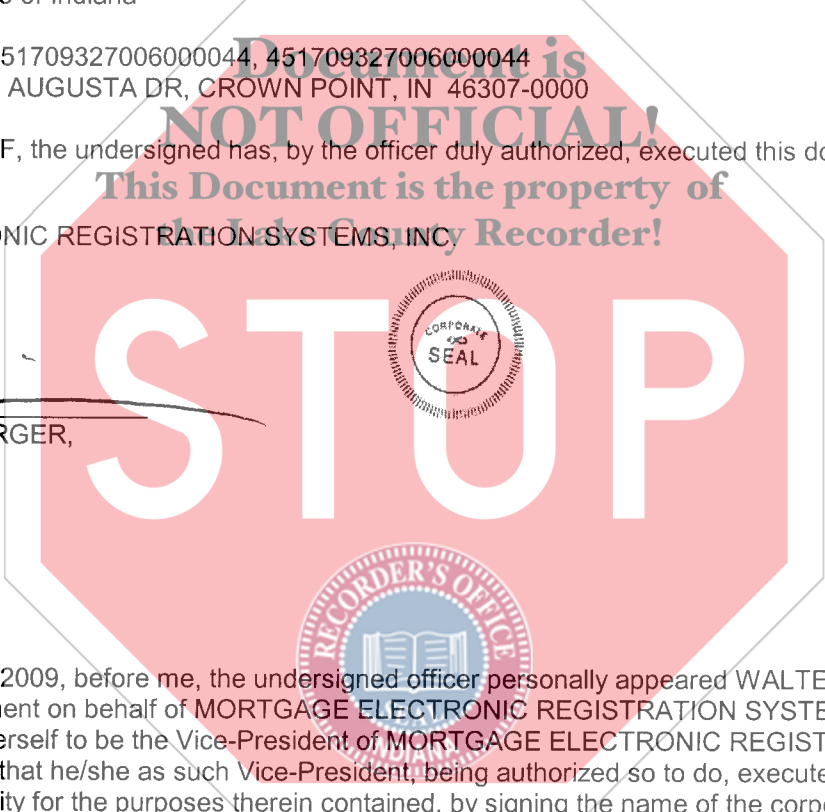 of Indiana
51709327006000044, 451709327006000044
Document is
AUGUSTA DR, CROWN POINT, IN 46307-0000
NOT OFFICIAL!
F, the undersigned has, by the officer duly authorized, executed this do
This Document is the property of
NIC REGISTRATION SYSTEMS, INC.
the Lake County Recorder!
STOP
CORPORATE
SEAL
RGER,
RECORDER'S OFFICE
2009, before me, the undersigned officer personally appeared WALTE
ent on behalf of MORTGAGE ELECTRONIC REGISTRATION SYSTE
erself to be the Vice-President of MORTGAGE ELECTRONIC REGIST
INDIANA
that he/she as such Vice-President, being authorized so to do, execute
ity for the purposes therein contained, by signing the name of the corpo